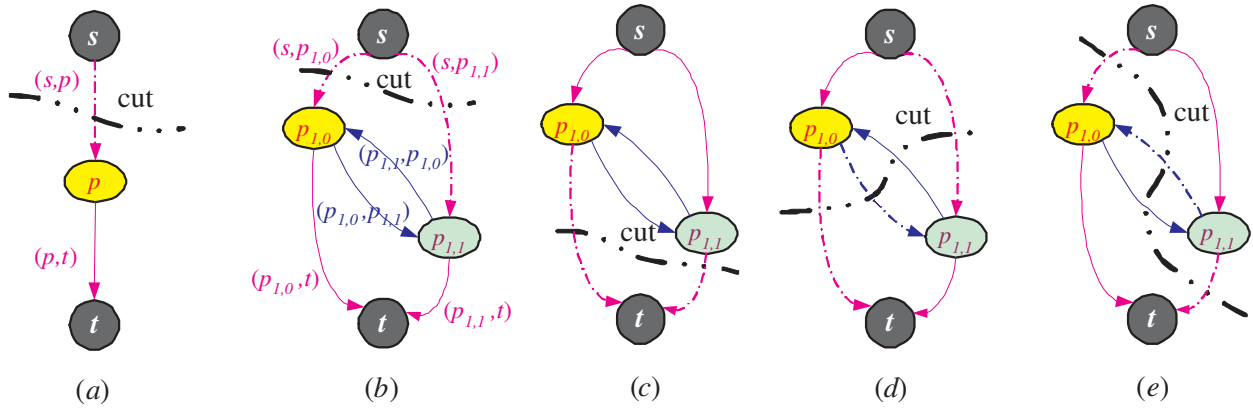 s s s s s
(s,p) (s,p1,0) (s,p1,1)
cut cut cut cut cut
p p1,0 p1,0 p1,0 p1,0
(p1,1,p1,0)
(p1,0,p1,1)
p1,1 p1,1 p1,1 p1,1
(p,t) (p1,0,t) (p1,1,t)
t t t t t
(a) (b) (c) (d) (e)